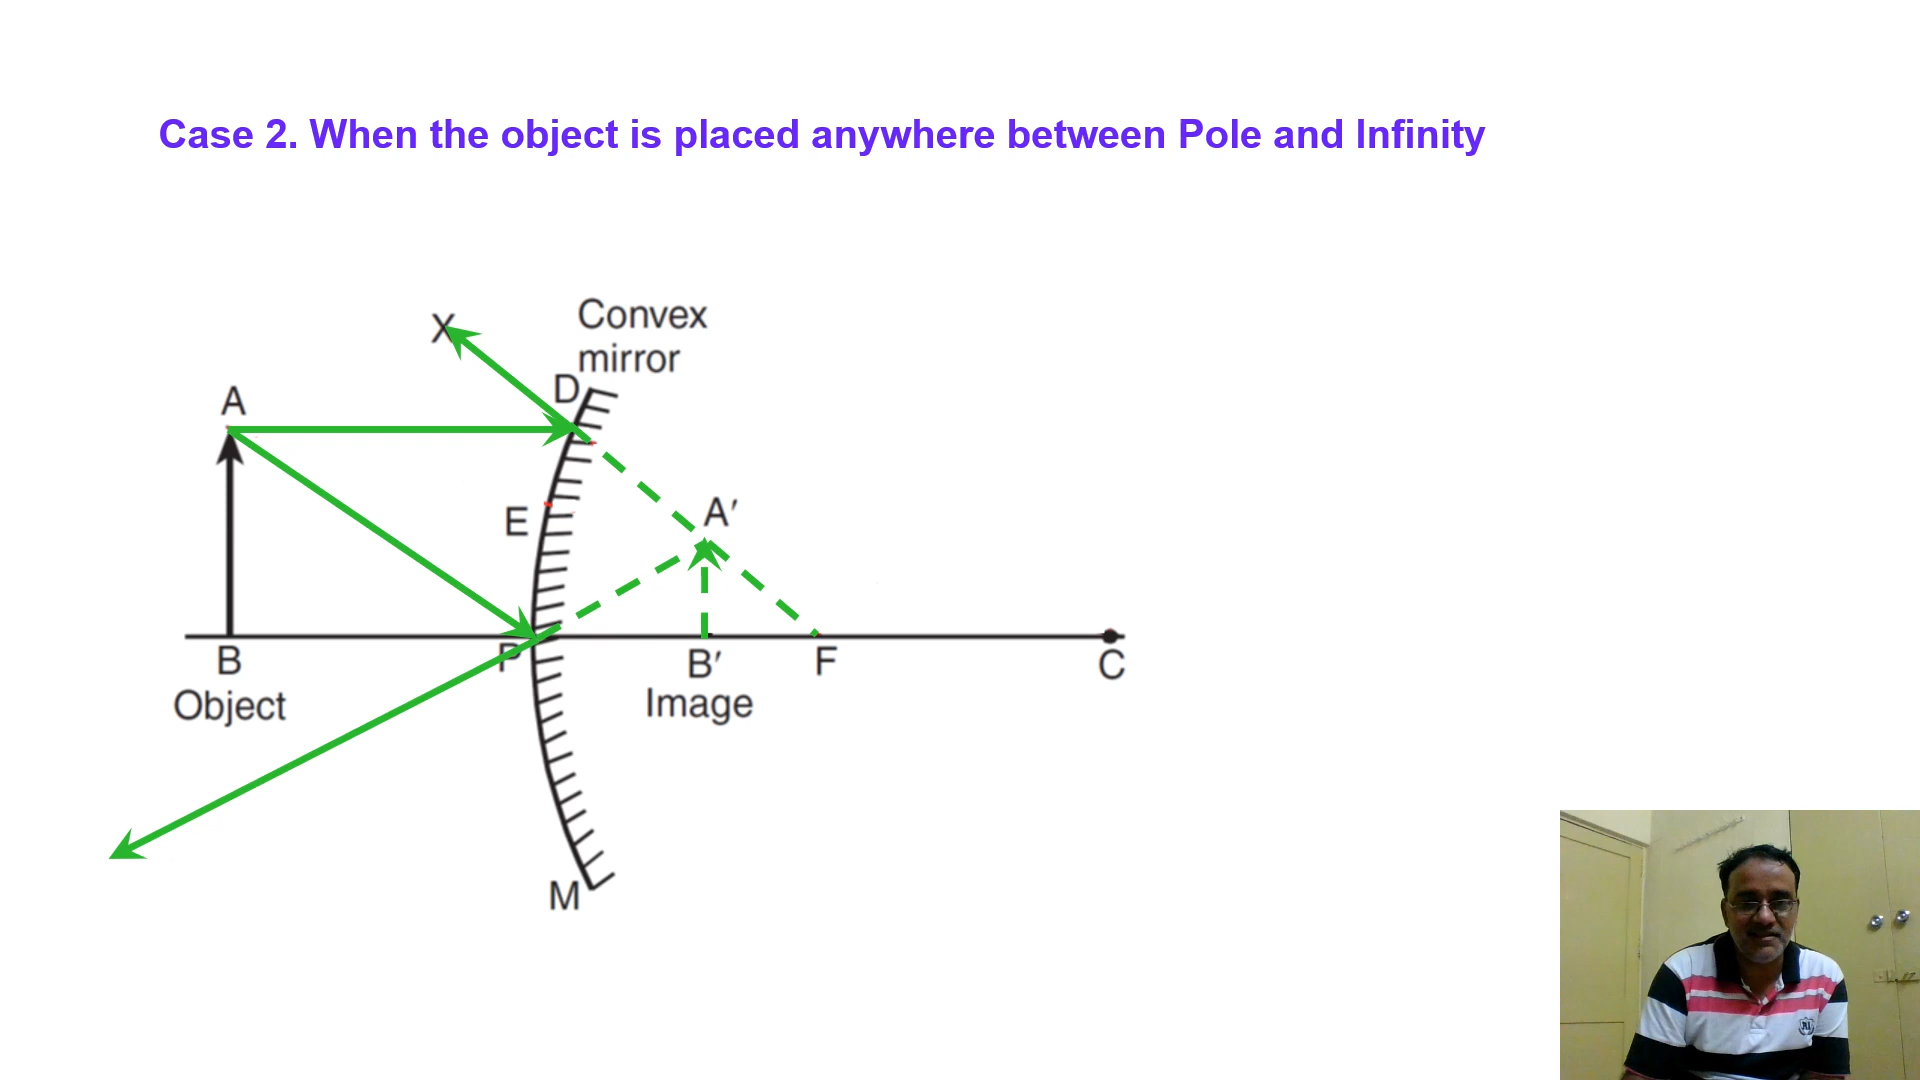 Case 2. When the object is placed anywhere between Pole and Infinity
Convex
mirror
X
D
A
E
A′
P
B
B′
F
C
Object
Image
M